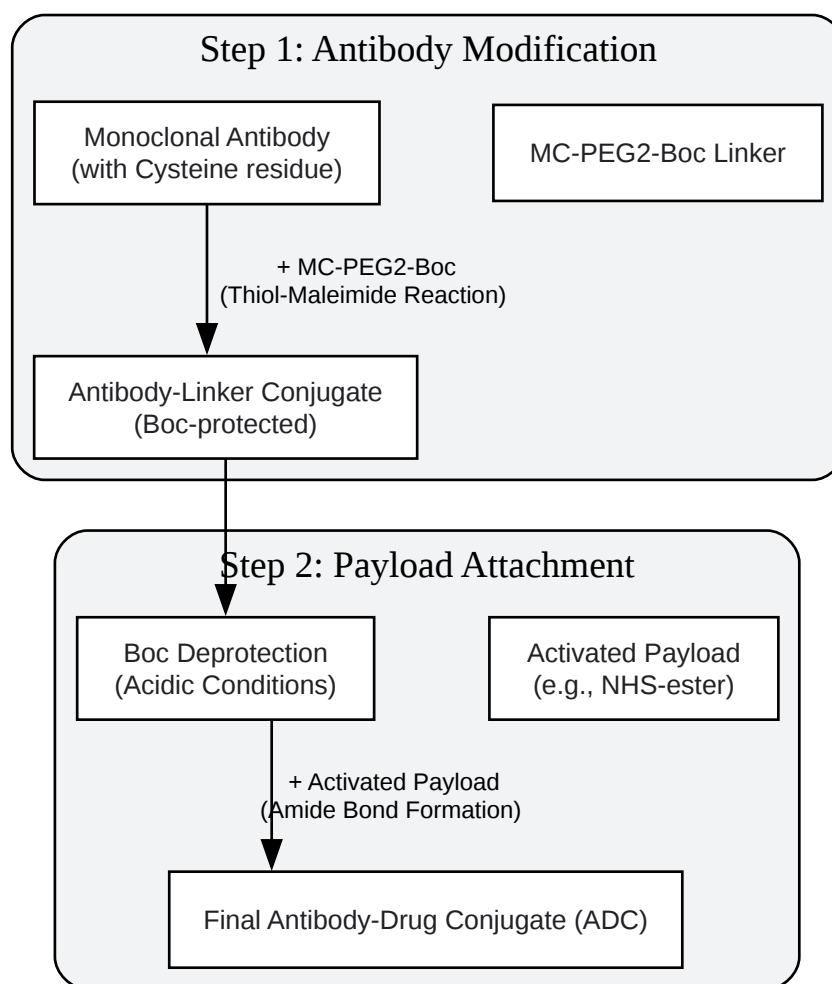 Step 1: Antibody Modification
Monoclonal Antibody
(with Cysteine residue)
MC-PEG2-Boc Linker
+ MC-PEG2-Boc
(Thiol-Maleimide Reaction)
Antibody-Linker Conjugate
(Boc-protected)
Step 2: Payload Attachment
Boc Deprotection
(Acidic Conditions)
Activated Payload
(e.g., NHS-ester)
+ Activated Payload
(Amide Bond Formation)
Final Antibody-Drug Conjugate (ADC)